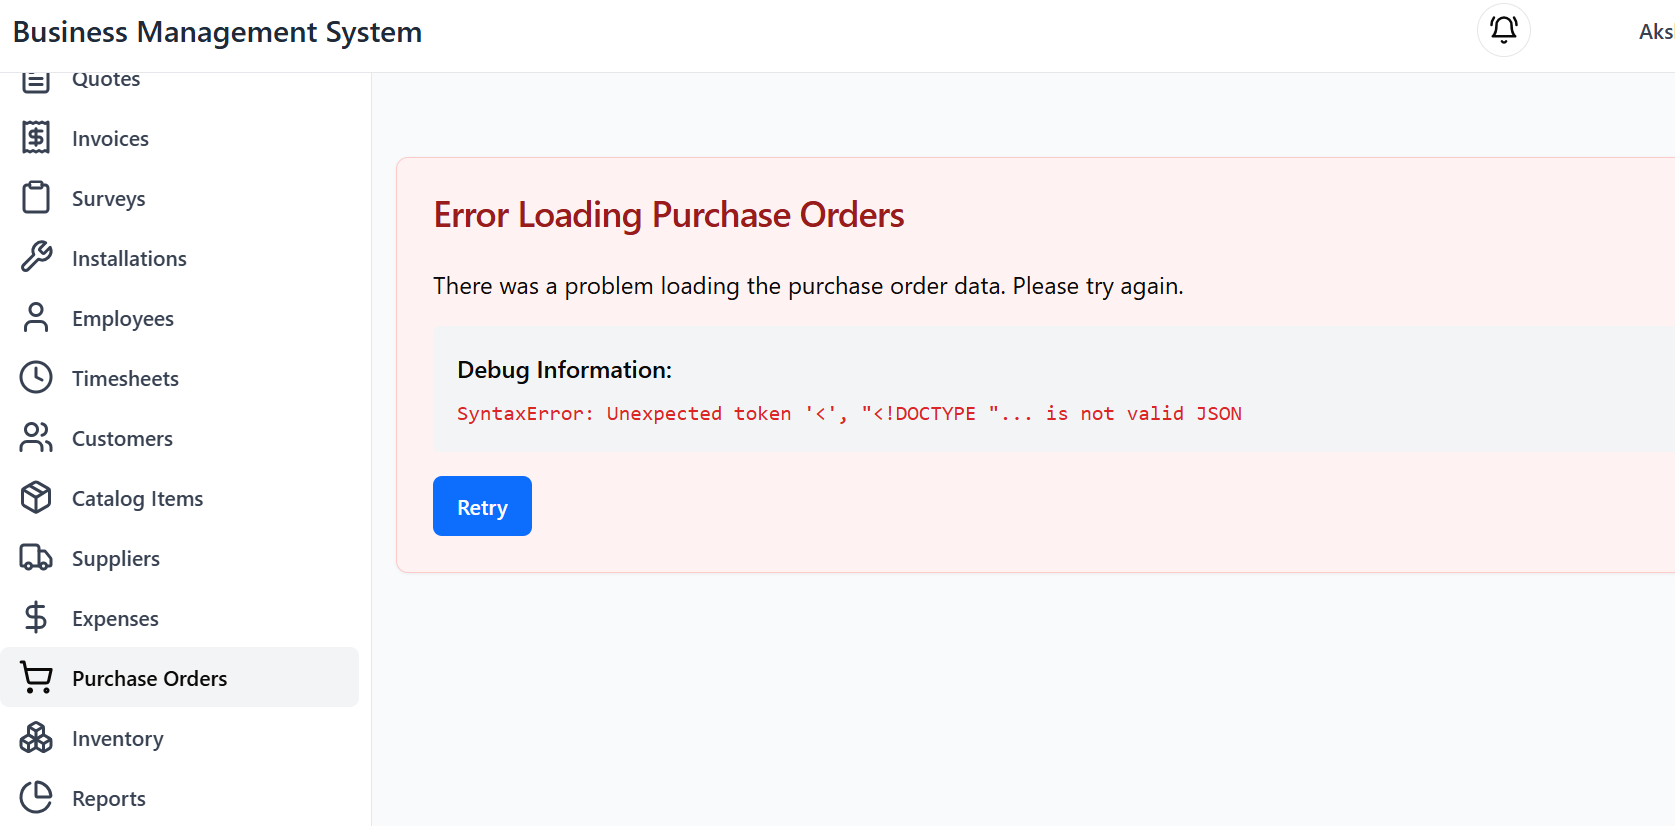 Business Management System
Aks
Quotes
Invoices
Surveys
Installations
Employees
Timesheets
Customers
Catalog Items
Suppliers
Expenses
Purchase Orders
Inventory
Reports
Error Loading Purchase Orders
There was a problem loading the purchase order data. Please try again.
Debug Information:
SyntaxError: Unexpected token '<', "<!DOCTYPE "... is not valid JSON
Retry